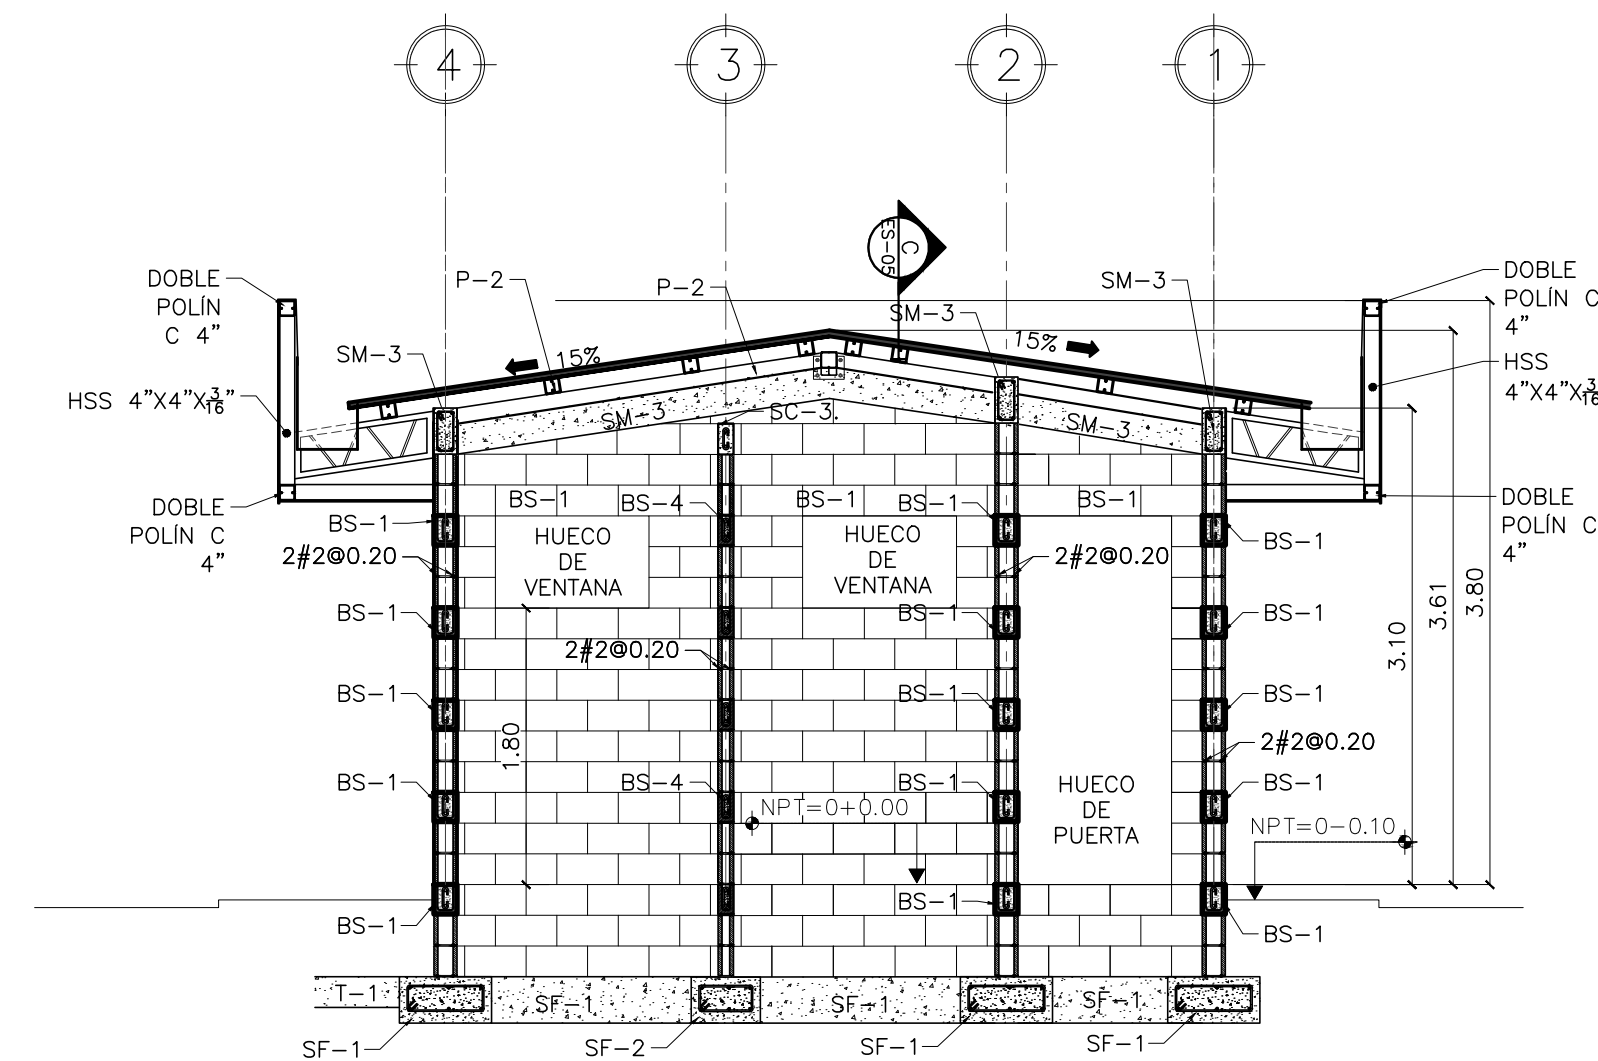 4
3
2
1
C
ES-05
DOBLE
POLÍN
C 4”
P-2
P-2
SM-3
SM-3
DOBLE
POLÍN C
4”
15%
15%
SM-3
HSS 4”X4”X3/16”
HSS
4”X4”X3/16
SM-3
SC-3.
SM-3
DOBLE
POLÍN C
4”
BS-1
BS-4
BS-1
BS-1
BS-1
DOBLE
POLÍN C
4”
BS-1
BS-1
HUECO
DE
VENTANA
HUECO
DE
VENTANA
2#2@0.20
2#2@0.20
BS-1
BS-1
BS-1
2#2@0.20
3.10
3.61
3.80
BS-1
BS-1
BS-1
1.80
2#2@0.20
BS-1
BS-4
BS-1
BS-1
HUECO
DE
PUERTA
NPT=0+0.00
NPT=0-0.10
BS-1
BS-1
BS-1
T-1
SF-1
SF-1
SF-1
SF-1
SF-2
SF-1
SF-1